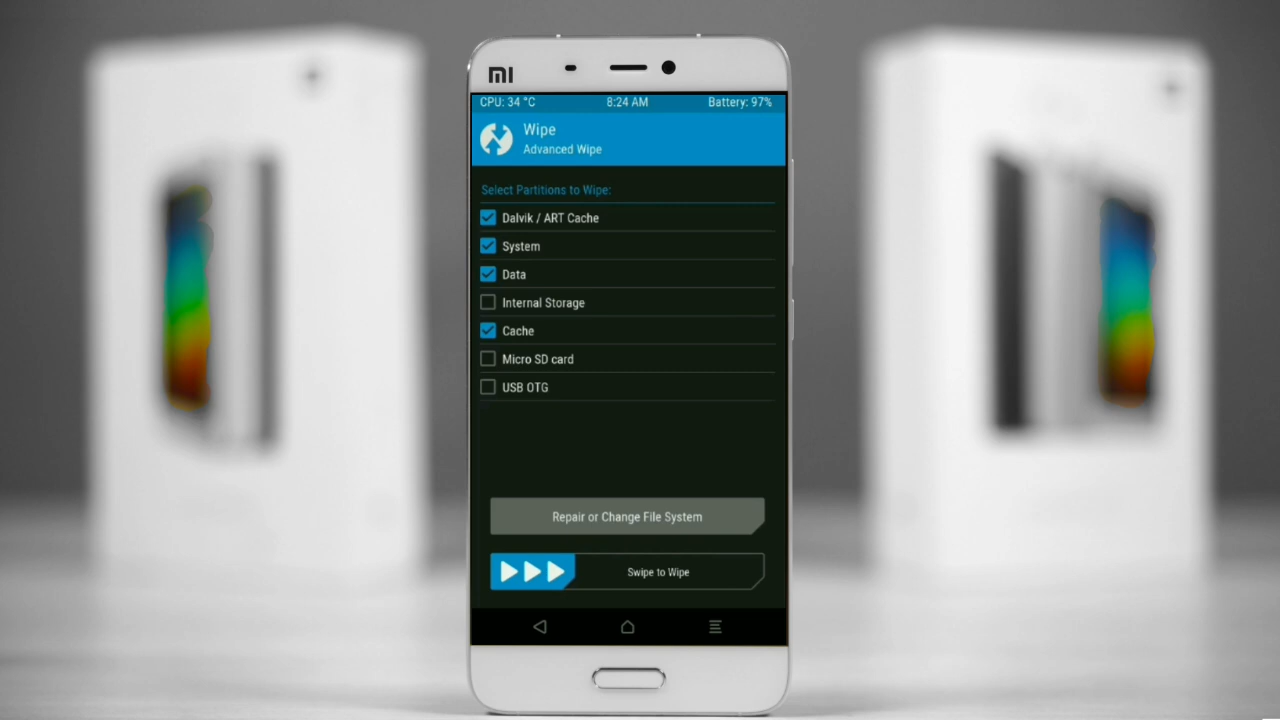 mi
CPU: 34 °C 8:24 AM Battery: 97%
Wipe
Advanced Wipe
Select Partitions to Wipe:
Dalvik / ART Cache
System
Data
Internal Storage
Cache
Micro SD card
USB OTG
Repair or Change File System
Swipe to Wipe